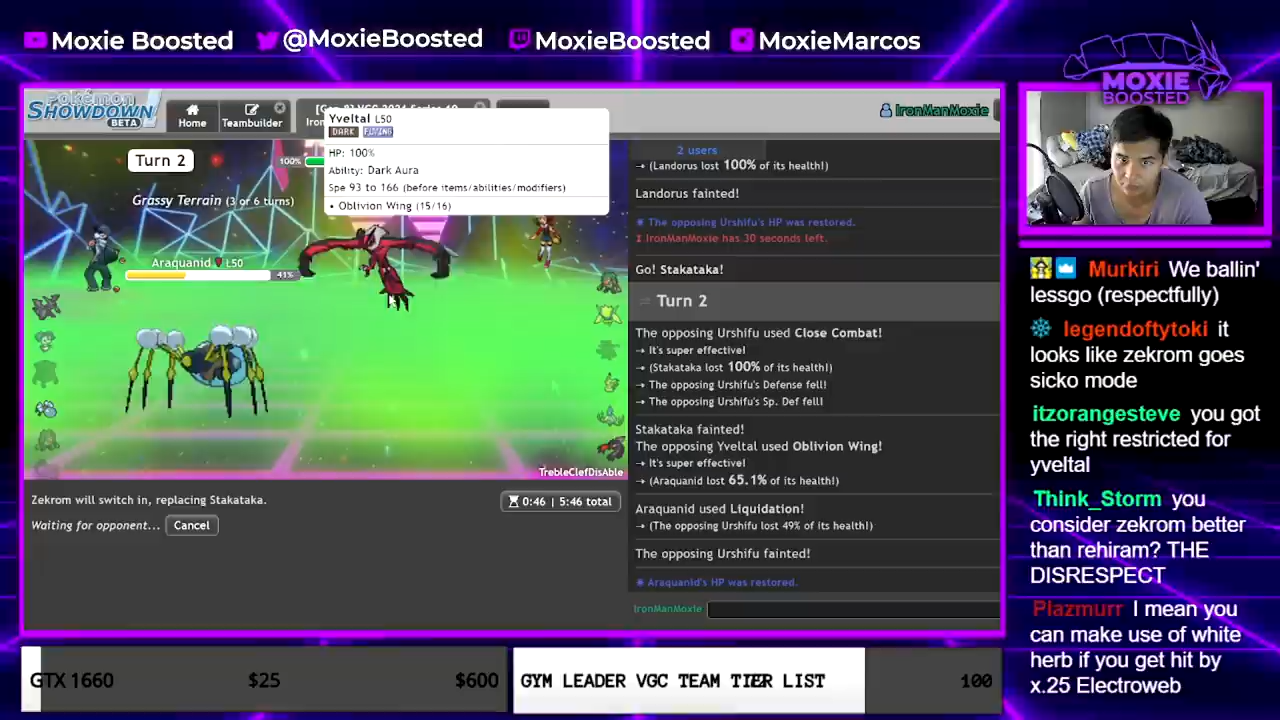 Moxie Boosted @MoxieBoosted MoxieBoosted MoxieMarcos
MOXIE
BOOSTED
Pokémon
SHOWDOWN
BETA
Home
Teambuilder
IronManMoxie
Yveltal L50
DARK FLYING
HP: 100%
Ability: Dark Aura
Spe 93 to 166 (before items/abilities/modifiers)
• Oblivion Wing (15/16)
Turn 2
100%
Grassy Terrain (3 or 6 turns)
Araquanid L50
41%
TrebleClefDisAble
Zekrom will switch in, replacing Stakataka.
Waiting for opponent... Cancel
0:46 | 5:46 total
2 users
→ (Landorus lost 100% of its health!)
Landorus fainted!
The opposing Urshifu's HP was restored.
IronManMoxie has 30 seconds left.
Go! Stakataka!
Turn 2
The opposing Urshifu used Close Combat!
→ It's super effective!
→ (Stakataka lost 100% of its health!)
→ The opposing Urshifu's Defense fell!
→ The opposing Urshifu's Sp. Def fell!
Stakataka fainted!
The opposing Yveltal used Oblivion Wing!
→ It's super effective!
→ (Araquanid lost 65.1% of its health!)
Araquanid used Liquidation!
→ (The opposing Urshifu lost 49% of its health!)
The opposing Urshifu fainted!
Araquanid's HP was restored.
IronManMoxie
Murkiri We ballin'
lessgo (respectfully)
legendoftytoki it
looks like zekrom goes
sicko mode
itzorangesteve you got
the right restricted for
yveltal
Think_Storm you
consider zekrom better
than rehiram? THE
DISRESPECT
Plazmurr I mean you
can make use of white
herb if you get hit by
x.25 Electroweb
GTX 1660 $25 $600
GYM LEADER VGC TEAM TIER LIST 100